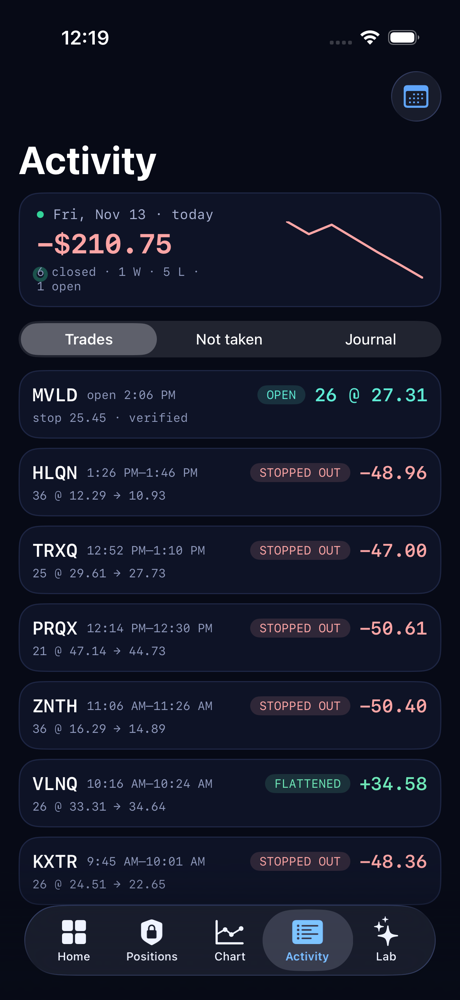 12:19
Activity
Fri, Nov 13 · today
−$210.75
6 closed · 1 W · 5 L ·
1 open
Trades Not taken Journal
MVLD open 2:06 PM OPEN 26 @ 27.31
stop 25.45 · verified
HLQN 1:26 PM–1:46 PM STOPPED OUT −48.96
36 @ 12.29 → 10.93
TRXQ 12:52 PM–1:10 PM STOPPED OUT −47.00
25 @ 29.61 → 27.73
PRQX 12:14 PM–12:30 PM STOPPED OUT −50.61
21 @ 47.14 → 44.73
ZNTH 11:06 AM–11:26 AM STOPPED OUT −50.40
36 @ 16.29 → 14.89
VLNQ 10:16 AM–10:24 AM FLATTENED +34.58
26 @ 33.31 → 34.64
KXTR 9:45 AM–10:01 AM STOPPED OUT −48.36
26 @ 24.51 → 22.65
Home Positions Chart Activity Lab